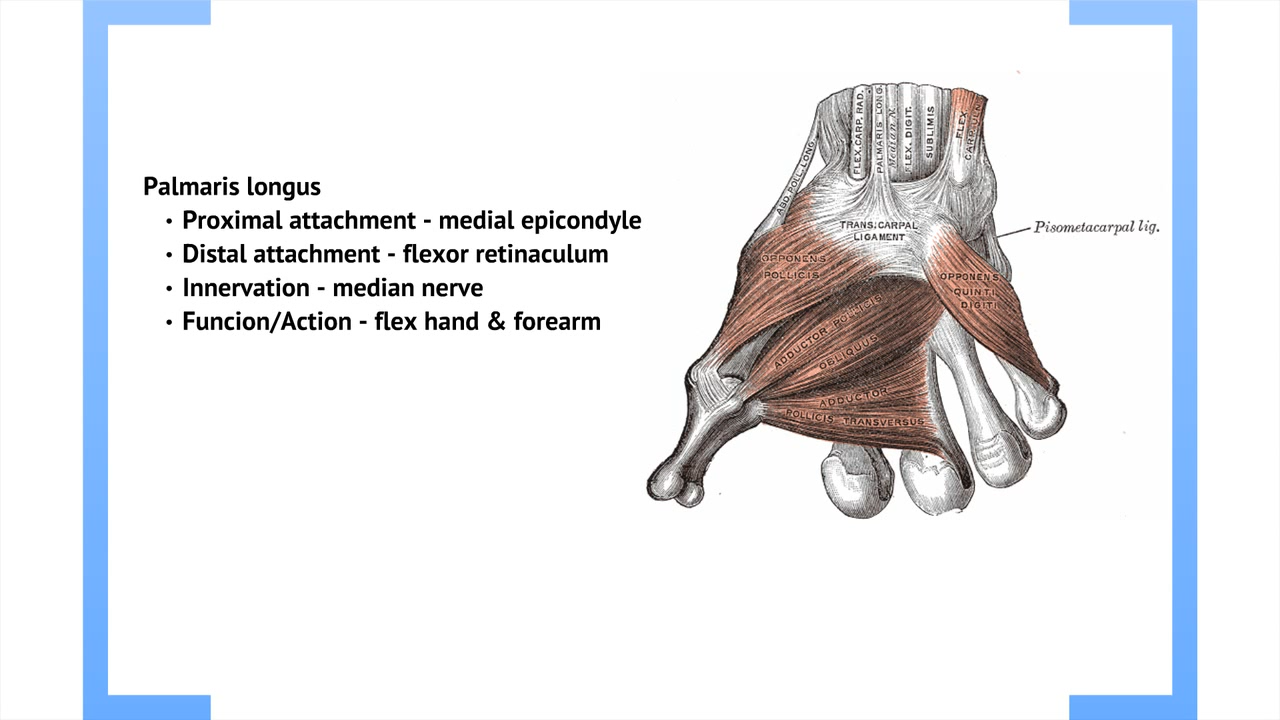 Palmaris longus
• Proximal attachment - medial epicondyle
• Distal attachment - flexor retinaculum
• Innervation - median nerve
• Funcion/Action - flex hand & forearm
ABD. POLL. LONG.
FLEX. CARP. RAD.
PALMARIS LONG.
Median N.
FLEX. DIGIT.
SUBLIMIS
FLEX.
CARP. ULN.
TRANS. CARPAL
LIGAMENT
Pisometacarpal lig.
OPPONENS
POLLICIS
OPPONENS
QUINTI
DIGITI
ADDUCTOR POLLICIS
OBLIQUUS
ADDUCTOR
POLLICIS TRANSVERSUS